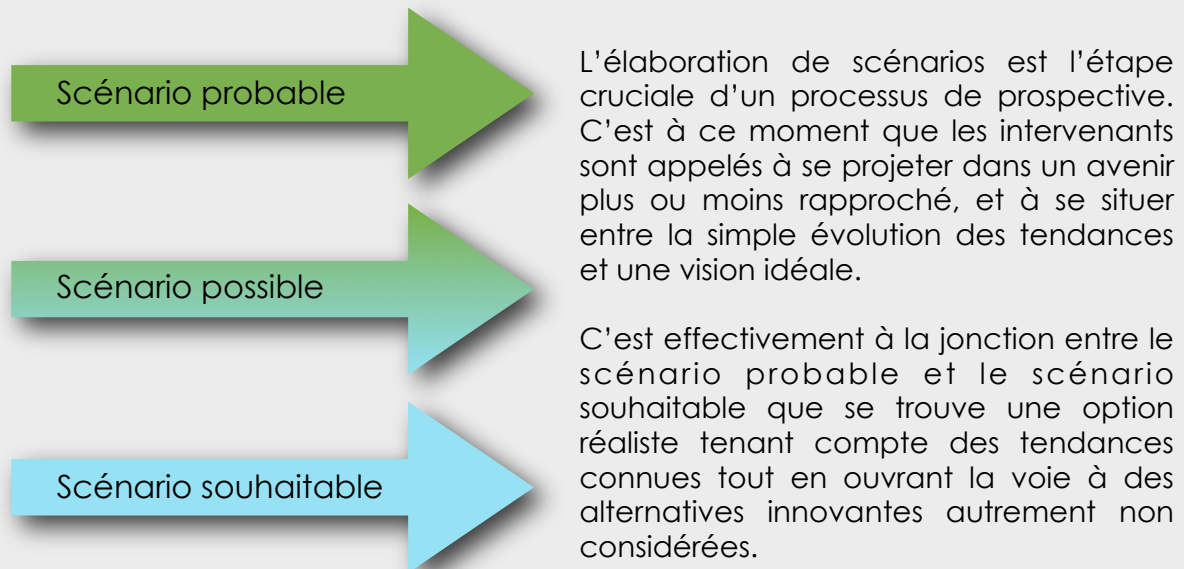 Scénario probable
Scénario possible
Scénario souhaitable
L'élaboration de scénarios est l'étape
cruciale d'un processus de prospective.
C'est à ce moment que les intervenants
sont appelés à se projeter dans un avenir
plus ou moins rapproché, et à se situer
entre la simple évolution des tendances
et une vision idéale.
C'est effectivement à la jonction entre le
scénario probable et le scénario
souhaitable que se trouve une option
réaliste tenant compte des tendances
connues tout en ouvrant la voie à des
alternatives innovantes autrement non
considérées.